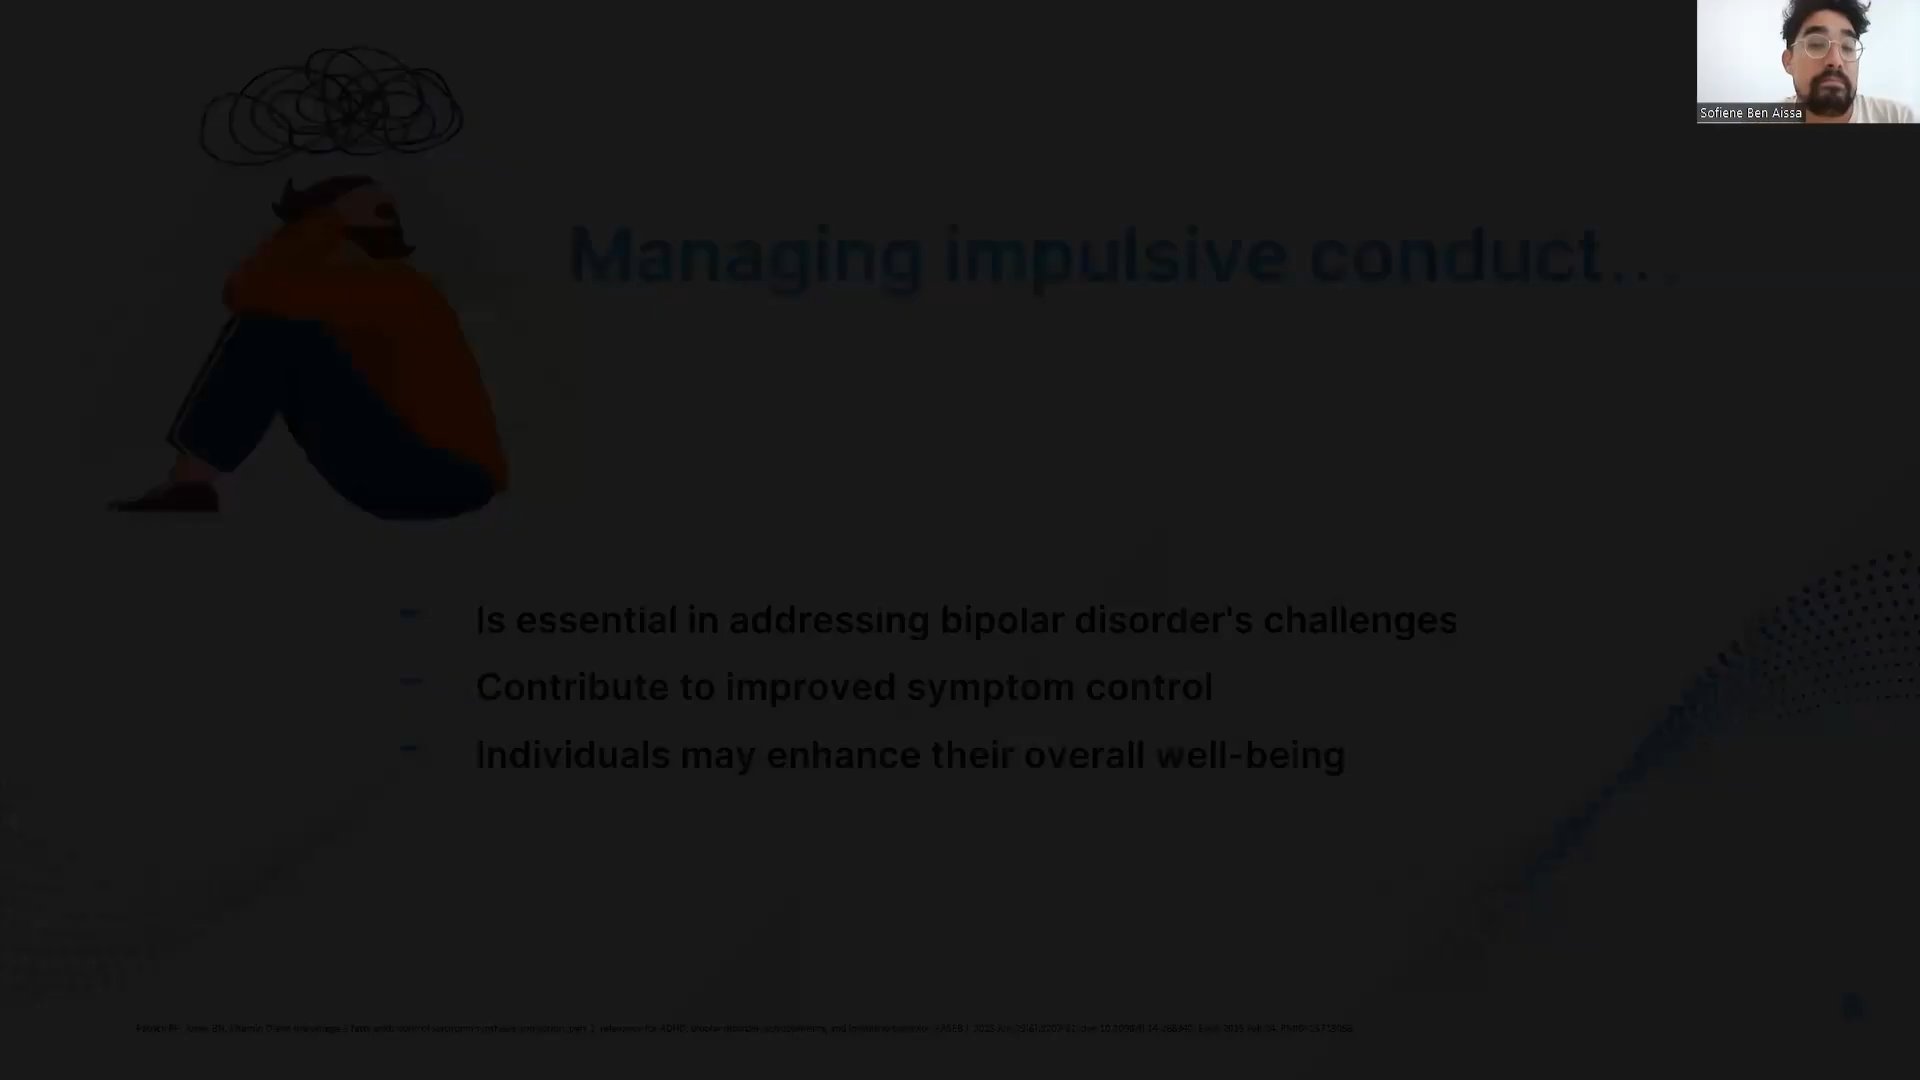 Sofiene Ben Aissa
Managing impulsive conduct...
- Is essential in addressing bipolar disorder's challenges
- Contribute to improved symptom control
- Individuals may enhance their overall well-being